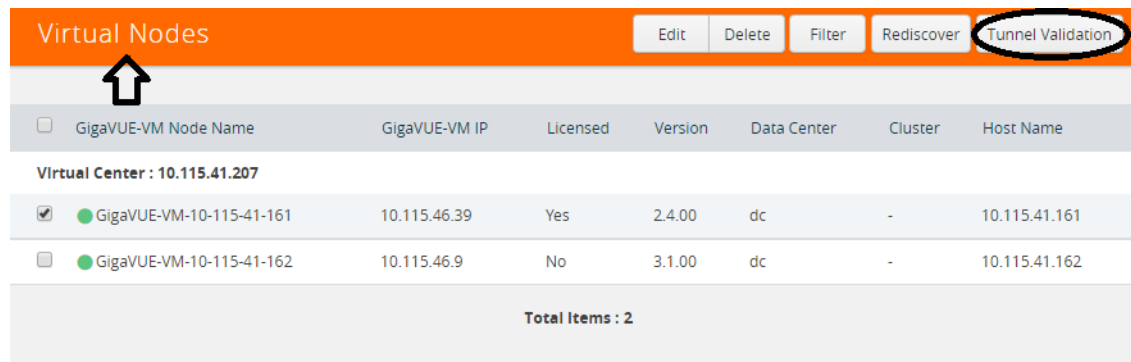 Virtual Nodes Edit Delete Filter Rediscover Tunnel Validation
GigaVUE-VM Node Name GigaVUE-VM IP Licensed Version Data Center Cluster Host Name
Virtual Center : 10.115.41.207
GigaVUE-VM-10-115-41-161 10.115.46.39 Yes 2.4.00 dc - 10.115.41.161
GigaVUE-VM-10-115-41-162 10.115.46.9 No 3.1.00 dc - 10.115.41.162
Total Items : 2